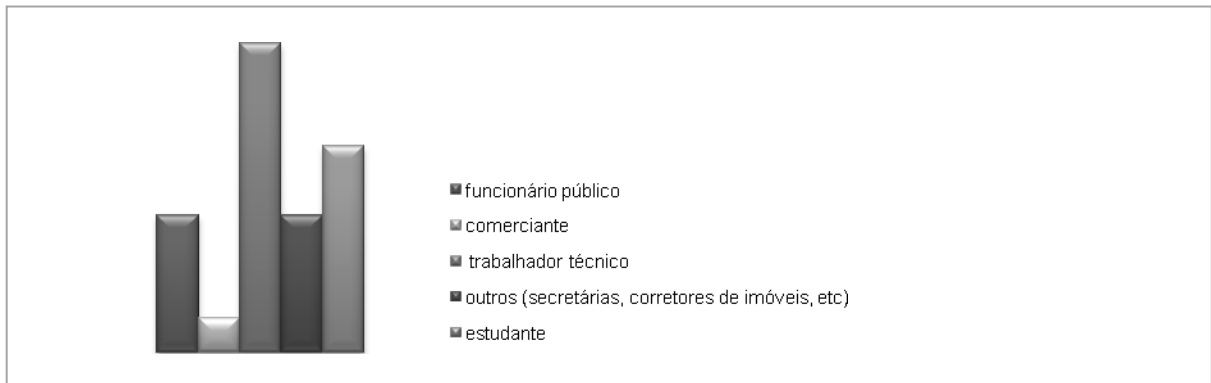 funcionário público
comerciante
trabalhador técnico
outros (secretárias, corretores de imóveis, etc)
estudante